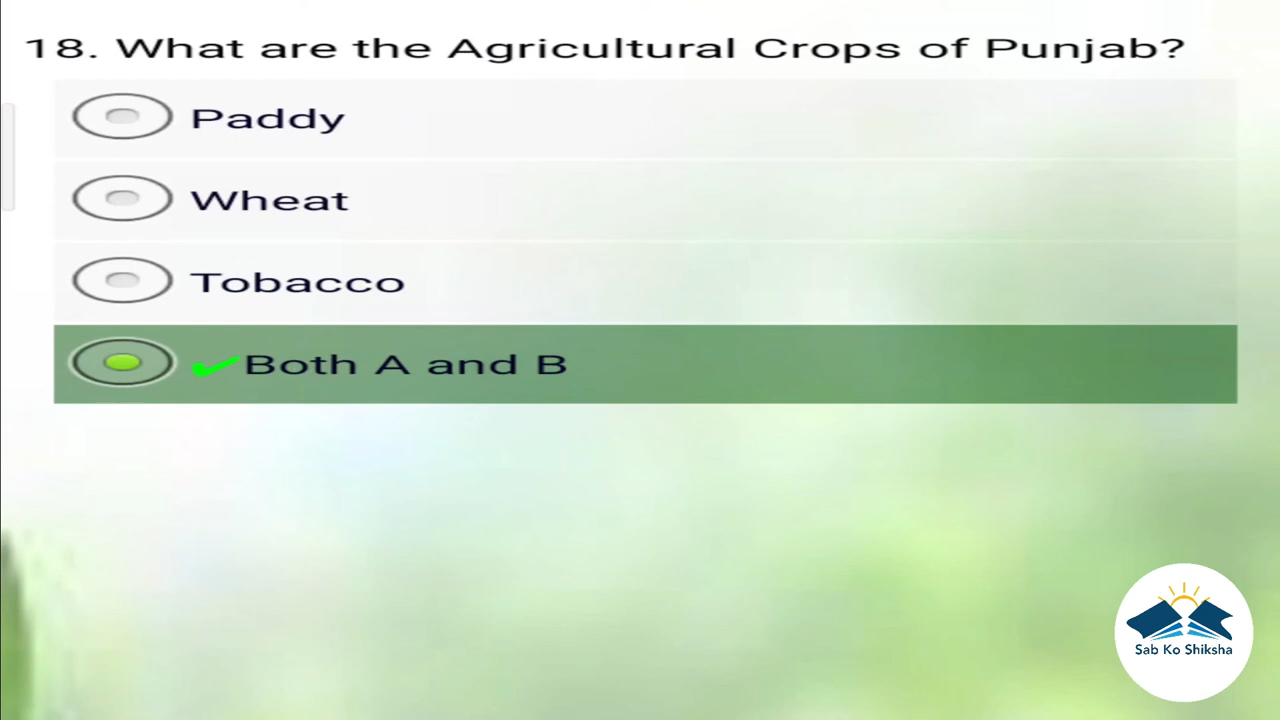 18. What are the Agricultural Crops of Punjab?
Paddy
Wheat
Tobacco
✔Both A and B
Sab Ko Shiksha